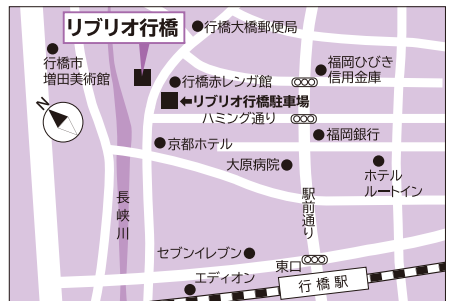 リブリオ行橋
行橋大橋郵便局
行橋市
増田美術館
行橋赤レンガ館
福岡ひびき
信用金庫
N
←リブリオ行橋駐車場
ハミング通り
福岡銀行
京都ホテル
大原病院
ホテル
ルートイン
長峡川
駅前通り
セブンイレブン
東口
エディオン
行橋駅